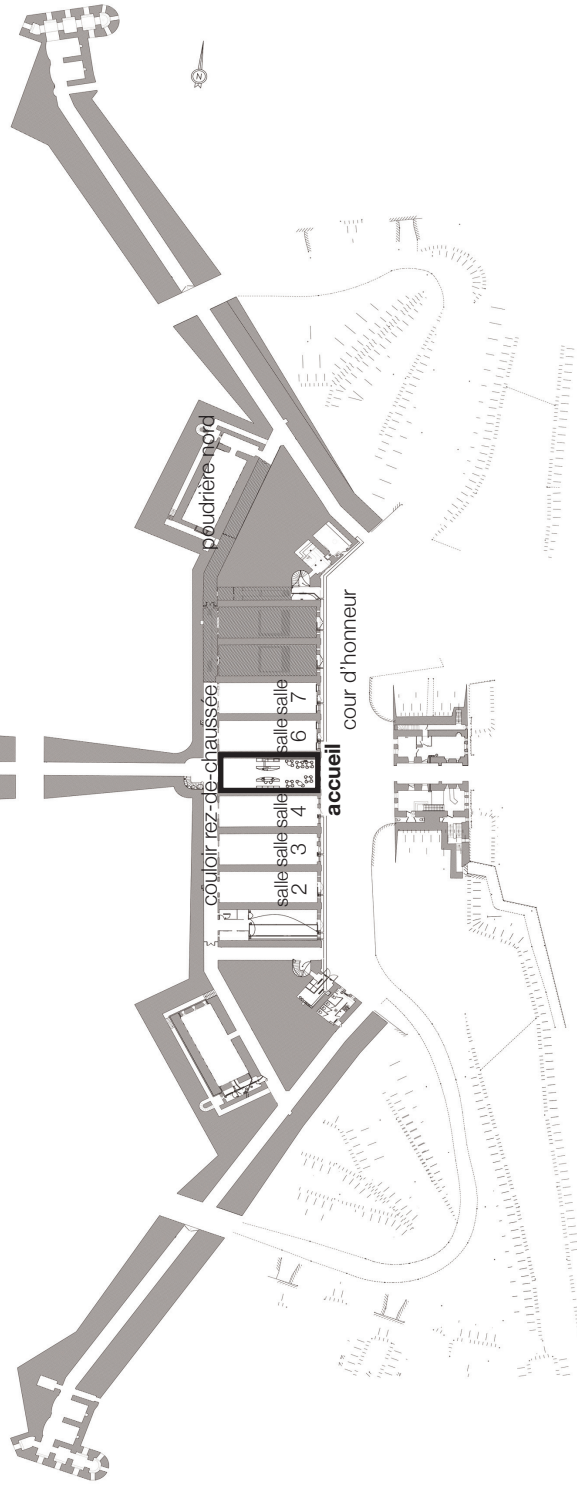 N
poudrière nord
couloir rez-de-chaussée
salle salle salle salle salle
2 3 4 6 7
accueil
cour d'honneur